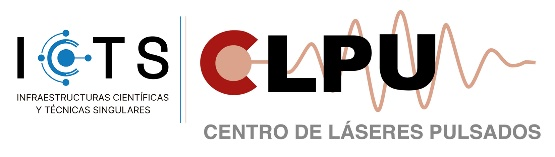 ICTS
INFRAESTRUCTURAS CIENTÍFICAS
Y TÉCNICAS SINGULARES
CLPU
CENTRO DE LÁSERES PULSADOS